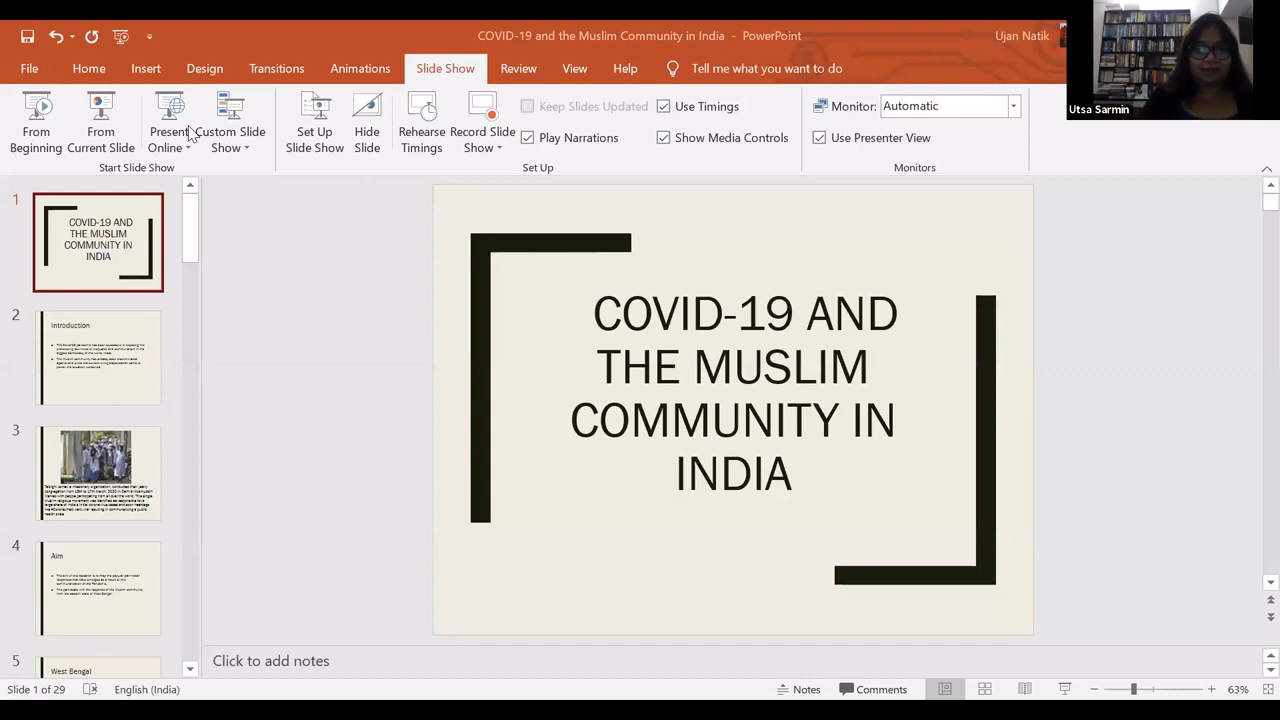 COVID-19 and the Muslim Community in India - PowerPoint
Ujan Natik
File Home Insert Design Transitions Animations Slide Show Review View Help Tell me what you want to do
Utsa Sarmin
From Beginning
From Current Slide
Present Online
Custom Slide Show
Start Slide Show
Set Up Slide Show
Hide Slide
Rehearse Timings
Record Slide Show
Keep Slides Updated
Play Narrations
Use Timings
Show Media Controls
Set Up
Monitor: Automatic
Use Presenter View
Monitors
1
COVID-19 AND
THE MUSLIM
COMMUNITY IN
INDIA
2
Introduction
3
4
Aim
5
West Bengal
COVID-19 AND
THE MUSLIM
COMMUNITY IN
INDIA
Click to add notes
Slide 1 of 29 English (India) Notes Comments 63%